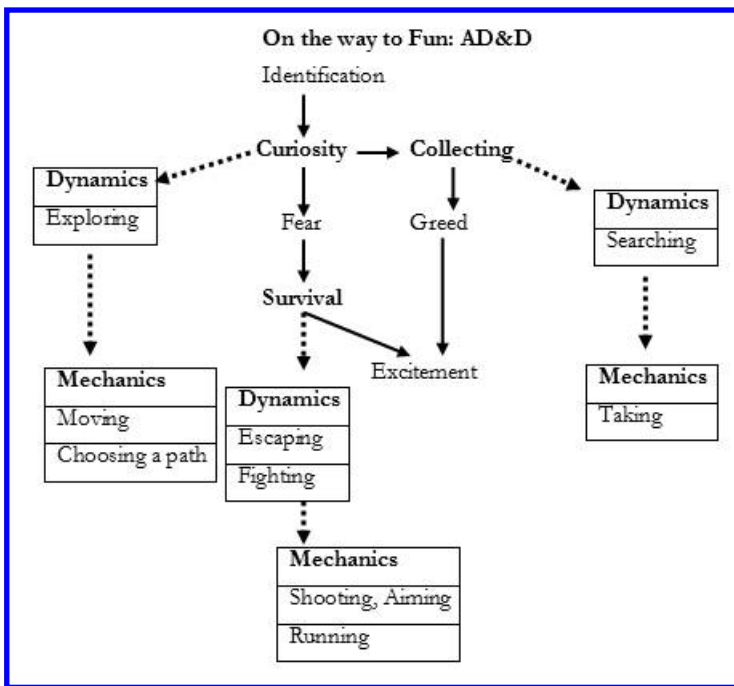 On the way to Fun: AD&D
Identification
Curiosity
Collecting
Dynamics
Exploring
Fear
Greed
Dynamics
Searching
Survival
Excitement
Mechanics
Moving
Choosing a path
Dynamics
Escaping
Fighting
Mechanics
Taking
Mechanics
Shooting, Aiming
Running